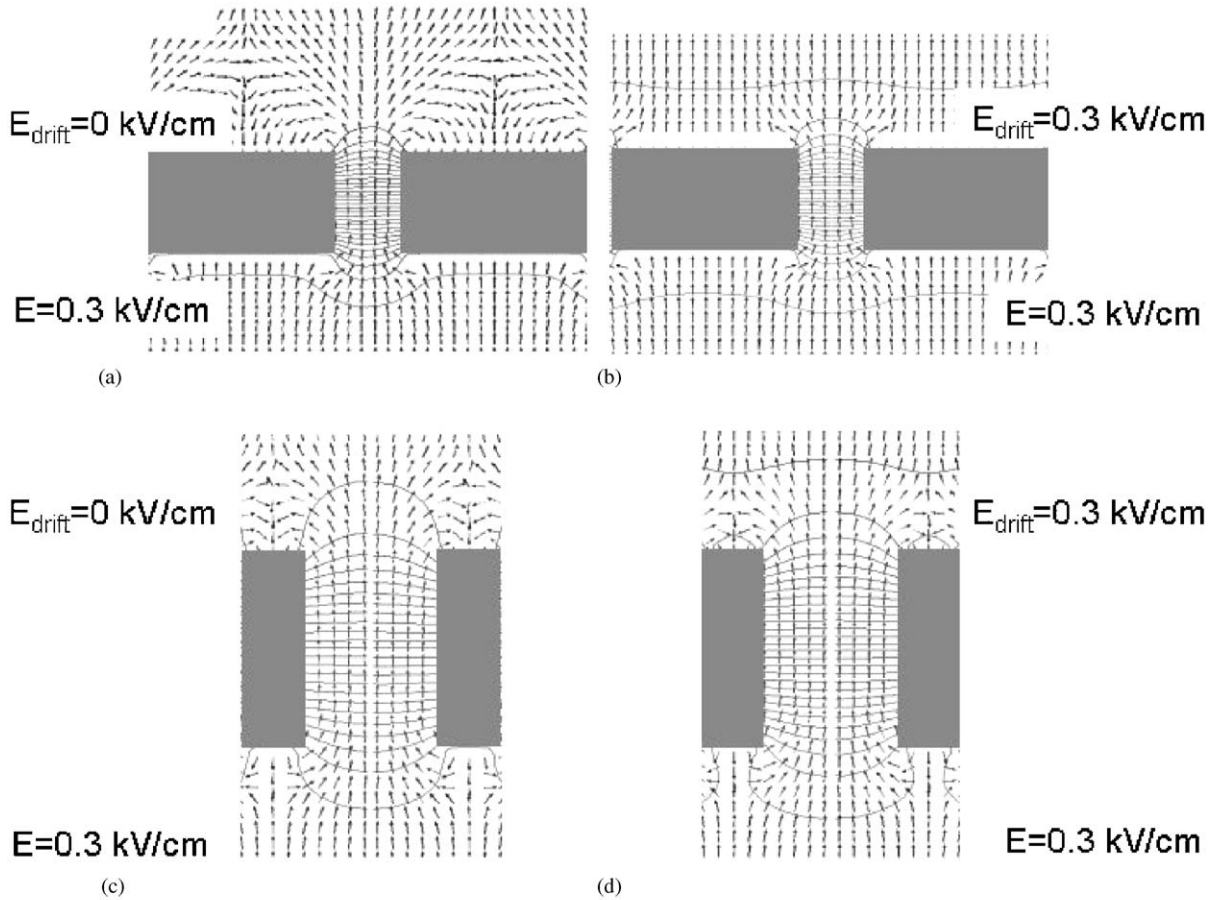 E_drift=0 kV/cm
E_drift=0.3 kV/cm
E=0.3 kV/cm
E=0.3 kV/cm
(a)
(b)
E_drift=0 kV/cm
E_drift=0.3 kV/cm
E=0.3 kV/cm
E=0.3 kV/cm
(c)
(d)